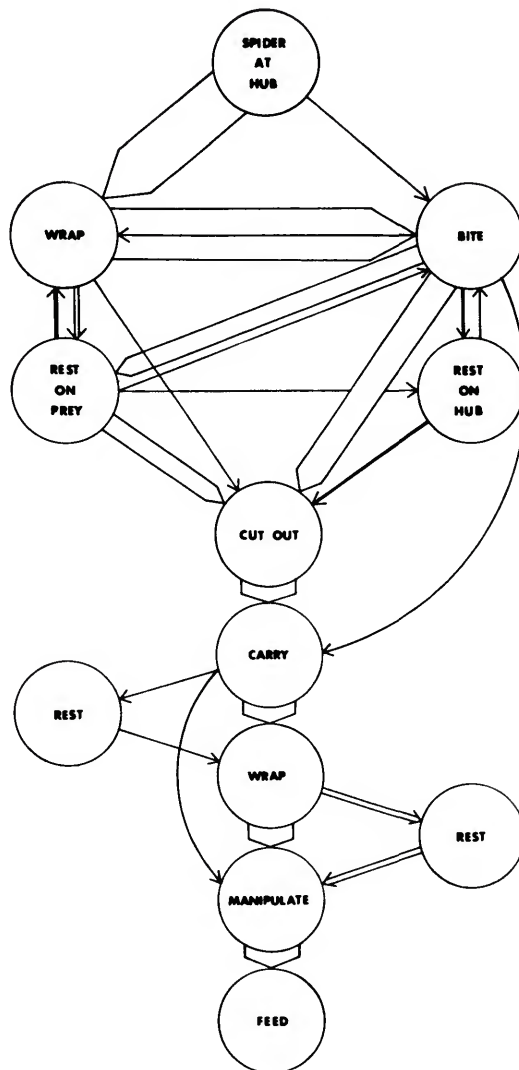 SPIDER
AT
HUB
WRAP
BITE
REST
ON
PREY
REST
ON
HUB
CUT OUT
CARRY
REST
WRAP
REST
MANIPULATE
FEED